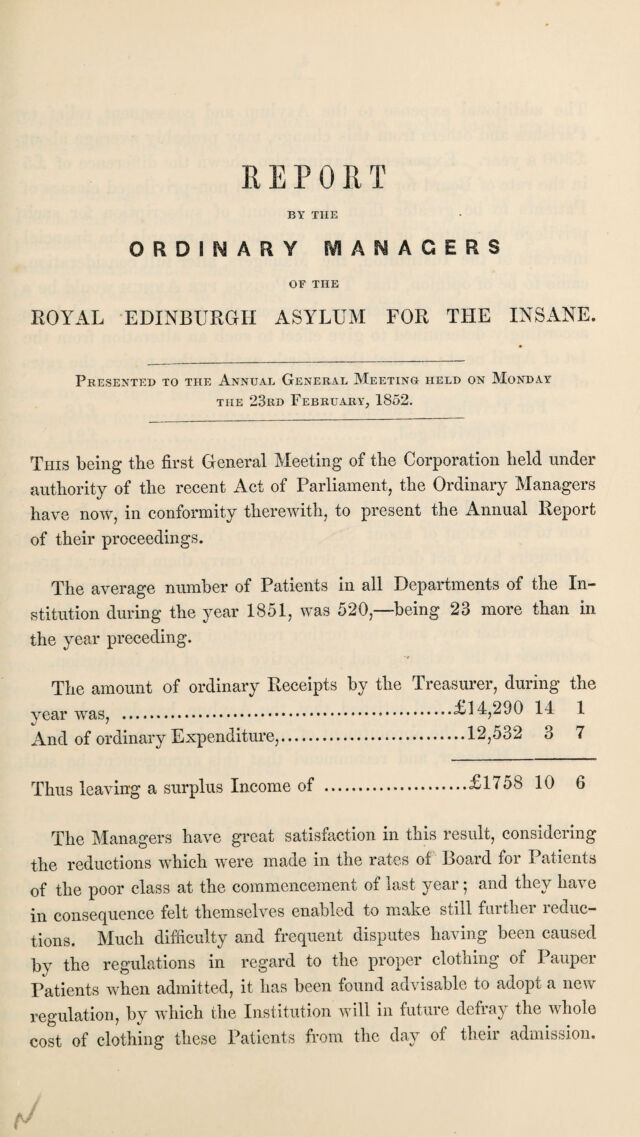 REPORT
BY THE
ORDINARY MANAGERS
OF THE
ROYAL EDINBURGH ASYLUM FOR THE INSANE.
PRESENTED TO THE ANNUAL GENERAL MEETING HELD ON MONDAY
THE 23RD FEBRUARY, 1852.
THIS being the first General Meeting of the Corporation held under
authority of the recent Act of Parliament, the Ordinary Managers
have now, in conformity therewith, to present the Annual Report
of their proceedings.
The average number of Patients in all Departments of the In-
stitution during the year 1851, was 520,—being 23 more than in
the year preceding.
The amount of ordinary Receipts by the Treasurer, during the
year was, ................................................£14,290 14 1
And of ordinary Expenditure,...........................12,532 3 7
Thus leaving a surplus Income of .....................£1758 10 6
The Managers have great satisfaction in this result, considering
the reductions which were made in the rates of Board for Patients
of the poor class at the commencement of last year; and they have
in consequence felt themselves enabled to make still further reduc-
tions. Much difficulty and frequent disputes having been caused
by the regulations in regard to the proper clothing of Pauper
Patients when admitted, it has been found advisable to adopt a new
regulation, by which the Institution will in future defray the whole
cost of clothing these Patients from the day of their admission.